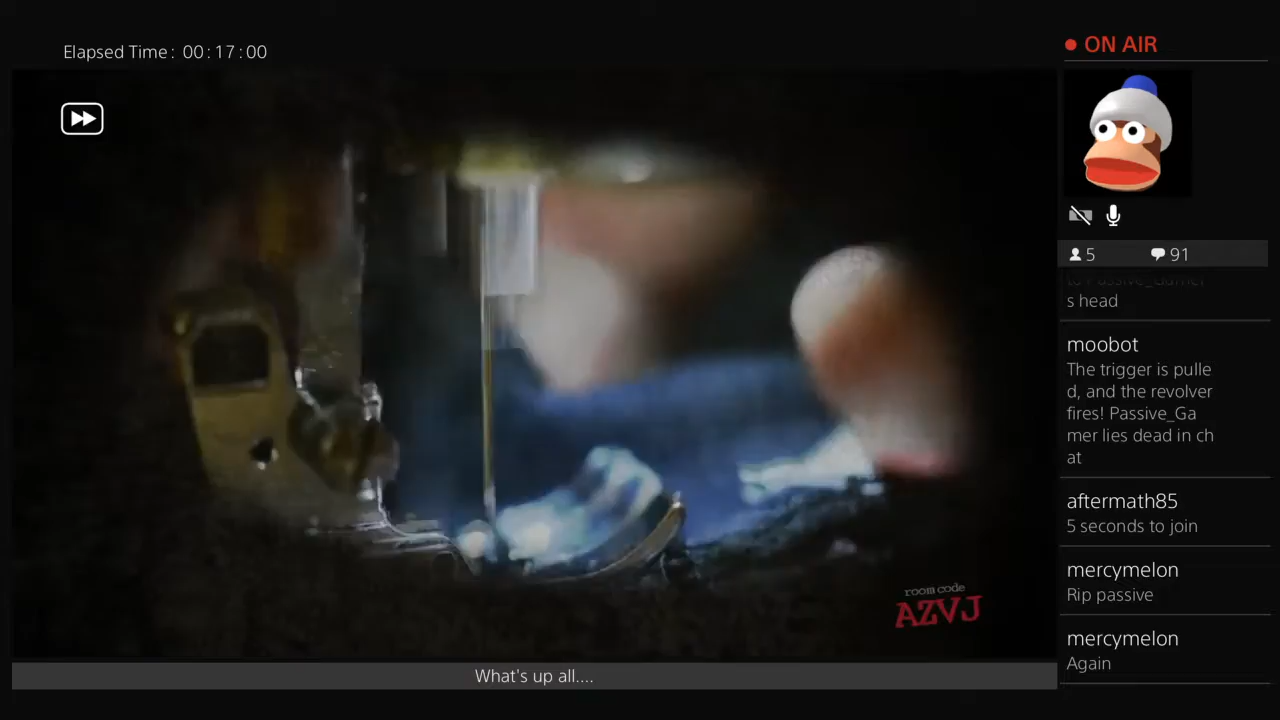 Elapsed Time: 00:17:00
ON AIR
5
91
s head
moobot
The trigger is pulle
d, and the revolver
fires! Passive_Ga
mer lies dead in ch
at
aftermath85
5 seconds to join
mercymelon
Rip passive
mercymelon
Again
room code
AZVJ
What's up all....